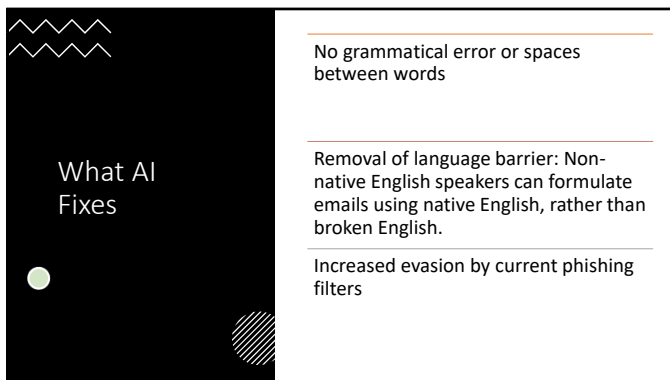 What AI
Fixes
No grammatical error or spaces
between words
Removal of language barrier: Non-
native English speakers can formulate
emails using native English, rather than
broken English.
Increased evasion by current phishing
filters